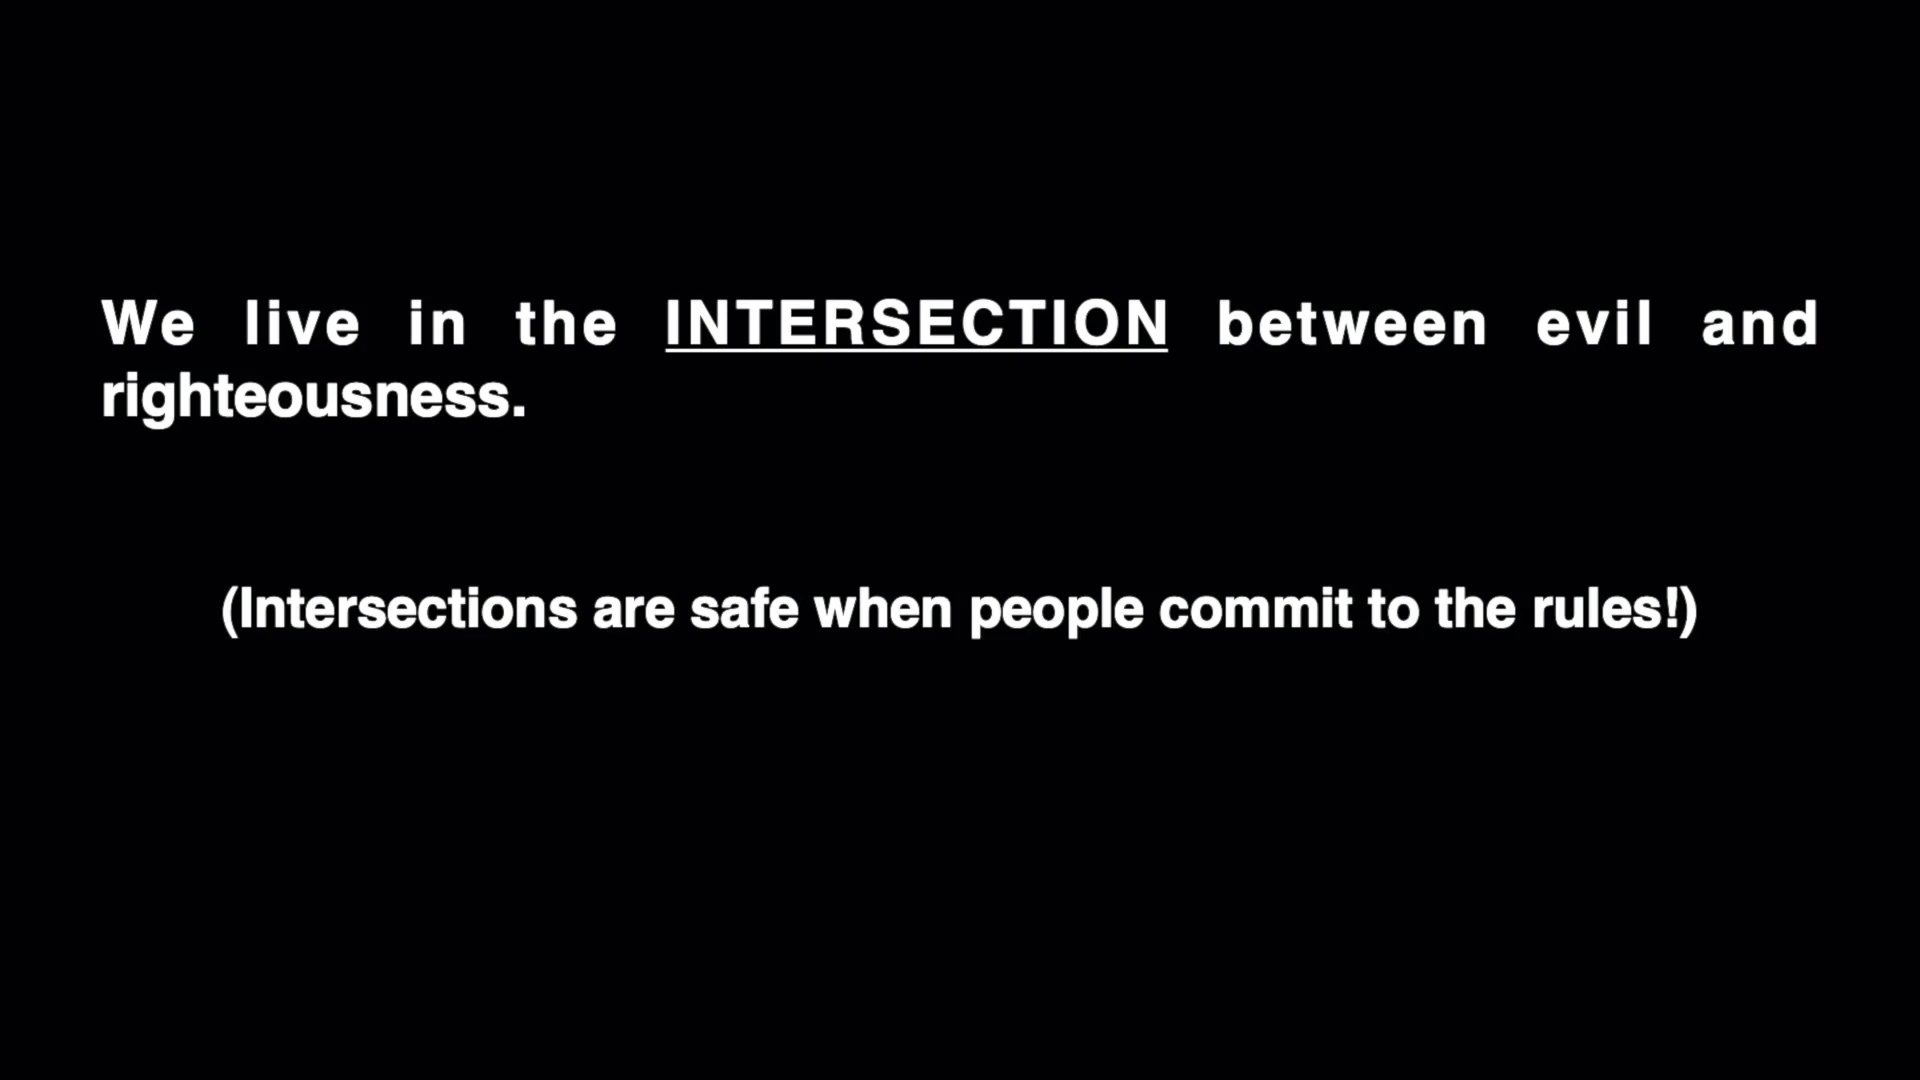 We live in the INTERSECTION between evil and
righteousness.
(Intersections are safe when people commit to the rules!)